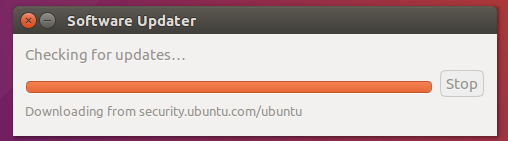 Software Updater
Checking for updates...
Stop
Downloading from security.ubuntu.com/ubuntu